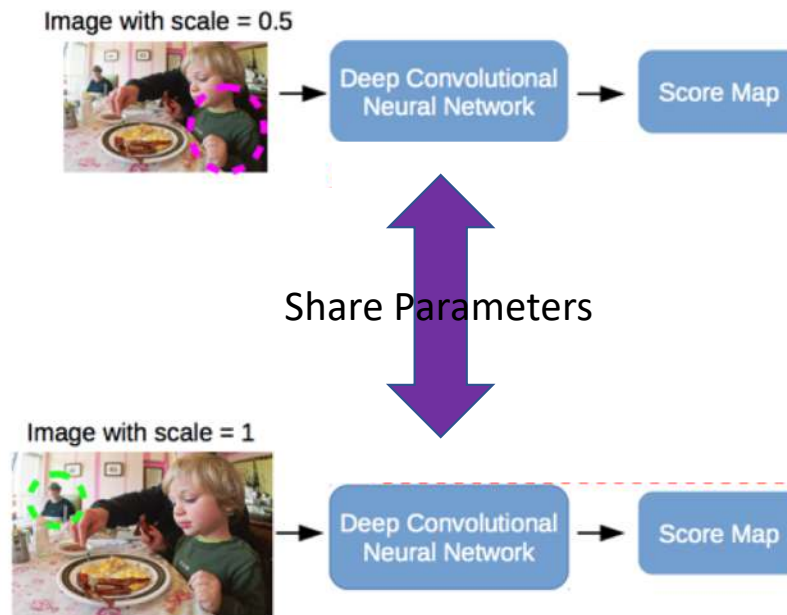 Image with scale = 0.5
Deep Convolutional
Neural Network
Score Map
Share Parameters
Image with scale = 1
Deep Convolutional
Neural Network
Score Map